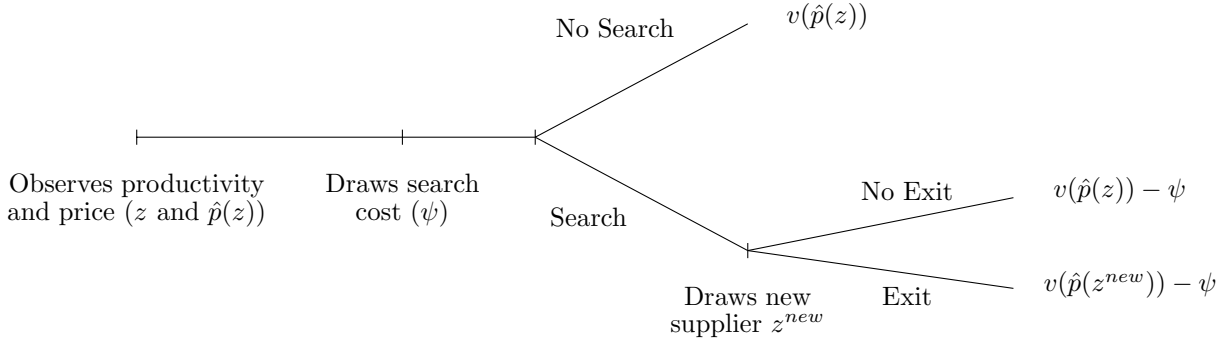 No Search
v(p̂(z))
Observes productivity
and price (z and p̂(z))
Draws search
cost (ψ)
Search
No Exit
v(p̂(z)) − ψ
Draws new
supplier z^{new}
Exit
v(p̂(z^{new})) − ψ